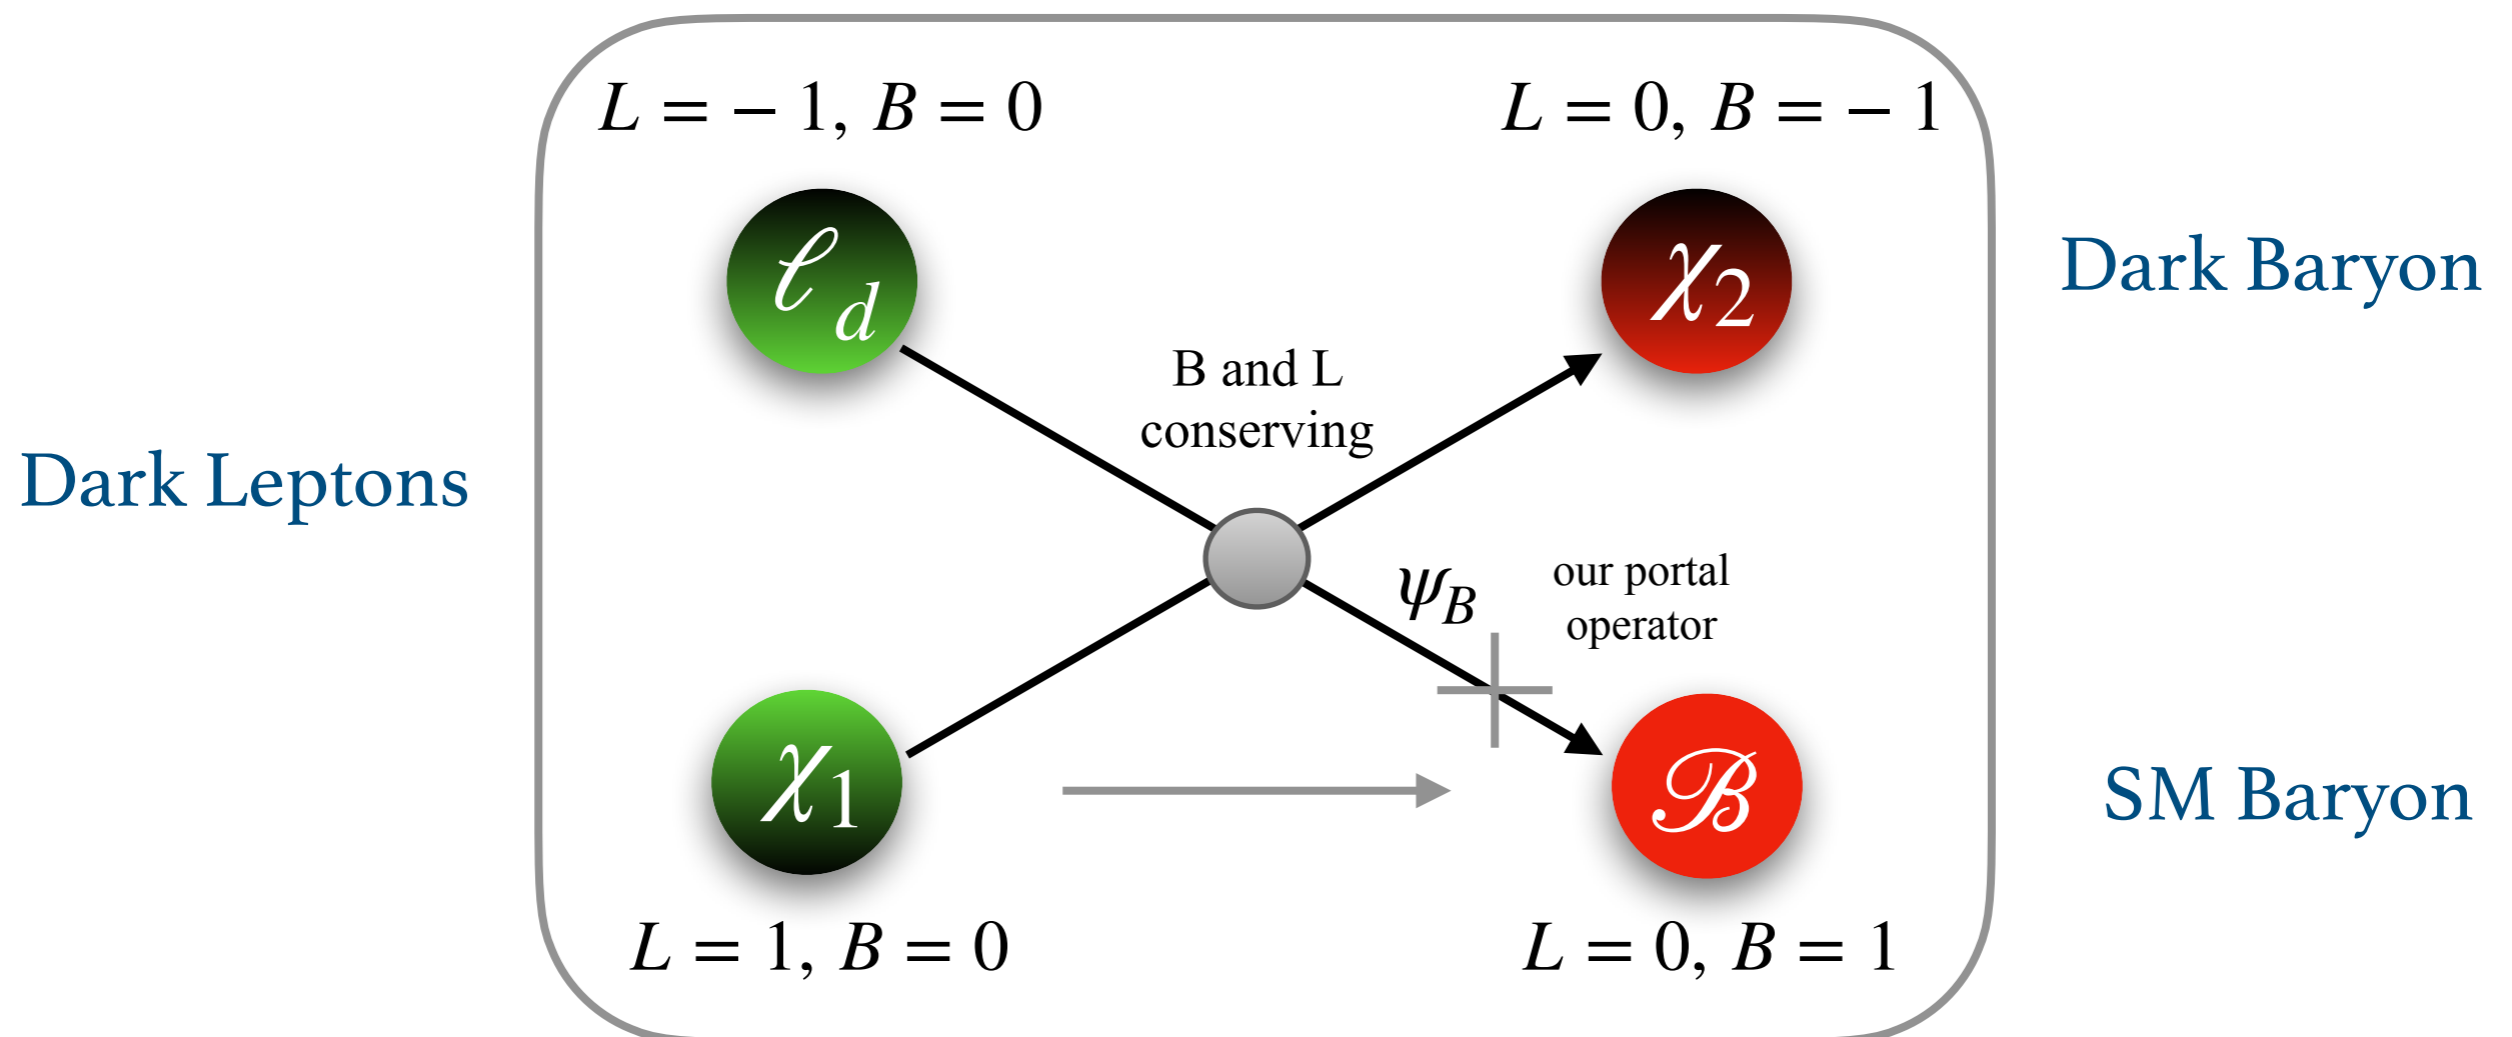 L = − 1, B = 0
L = 0, B = − 1
ℓ d
χ2
Dark Baryon
B and L
conserving
Dark Leptons
ψB
our portal
operator
χ1
ℬ
SM Baryon
L = 1, B = 0
L = 0, B = 1